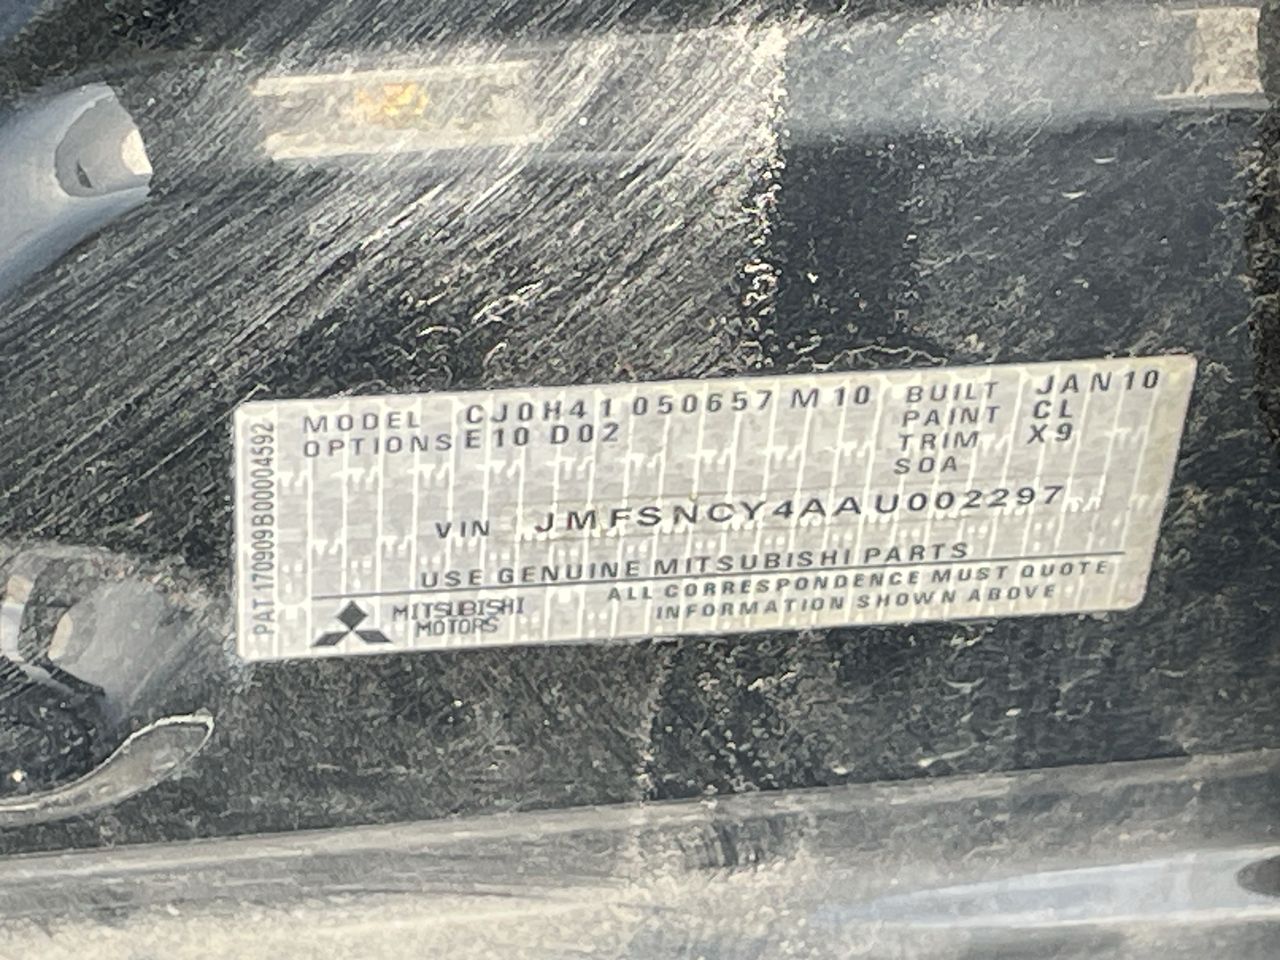 MODEL CJ0H41 050657 M10 BUILT JAN10
OPTIONS E10 D02 PAINT CL
TRIM X9
SOA
VIN JMFSNCY4AAU002297
USE GENUINE MITSUBISHI PARTS
ALL CORRESPONDENCE MUST QUOTE
INFORMATION SHOWN ABOVE
MITSUBISHI
MOTORS
PAT 170909B00004592